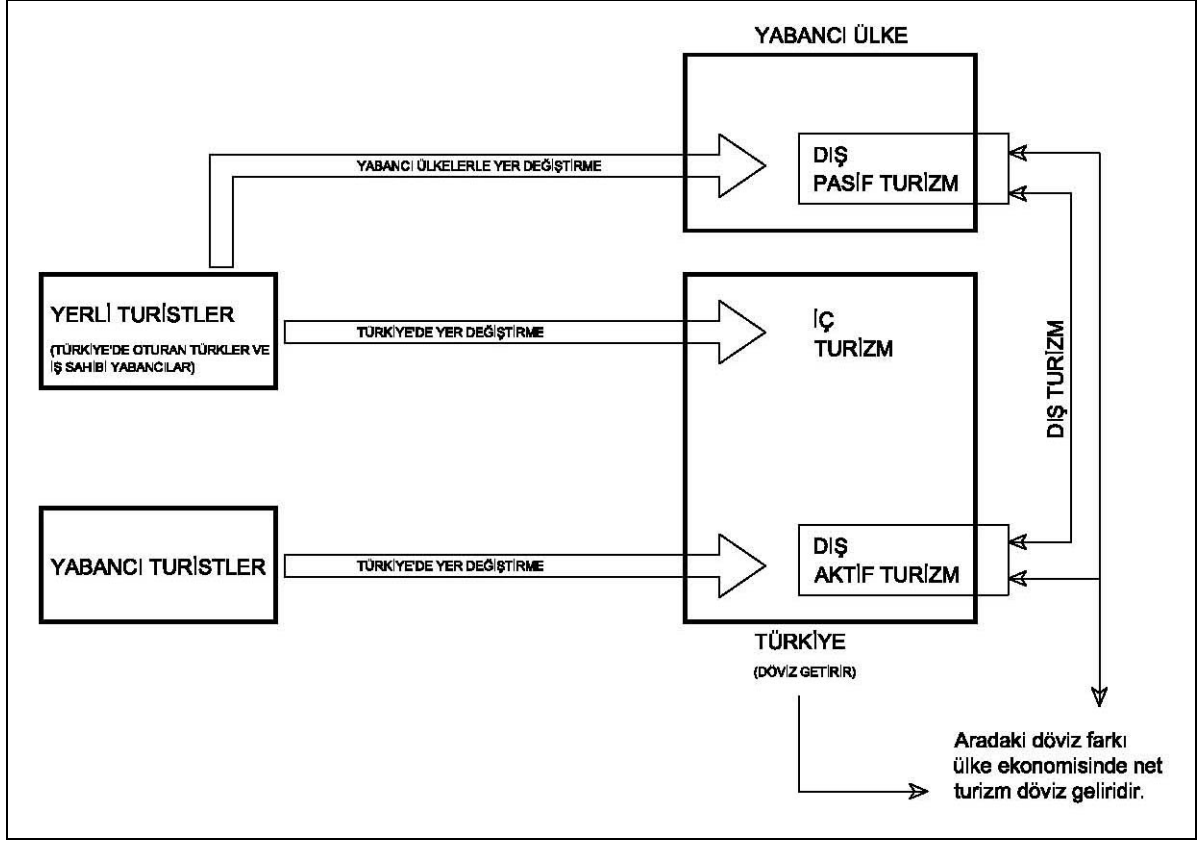 YABANCI ÜLKE
DIŞ
PASİF TURİZM
YABANCI ÜLKELERLE YER DEĞİŞTİRME
YERLİ TURİSTLER
(TÜRKİYE'DE OTURAN TÜRKLER VE
İŞ SAHİBİ YABANCILAR)
TÜRKİYE'DE YER DEĞİŞTİRME
İÇ
TURİZM
DIŞ TURİZM
YABANCI TURİSTLER
TÜRKİYE'DE YER DEĞİŞTİRME
DIŞ
AKTİF TURİZM
TÜRKİYE
(DÖVİZ GETİRİR)
Aradaki döviz farkı
ülke ekonomisinde net
turizm döviz geliridir.